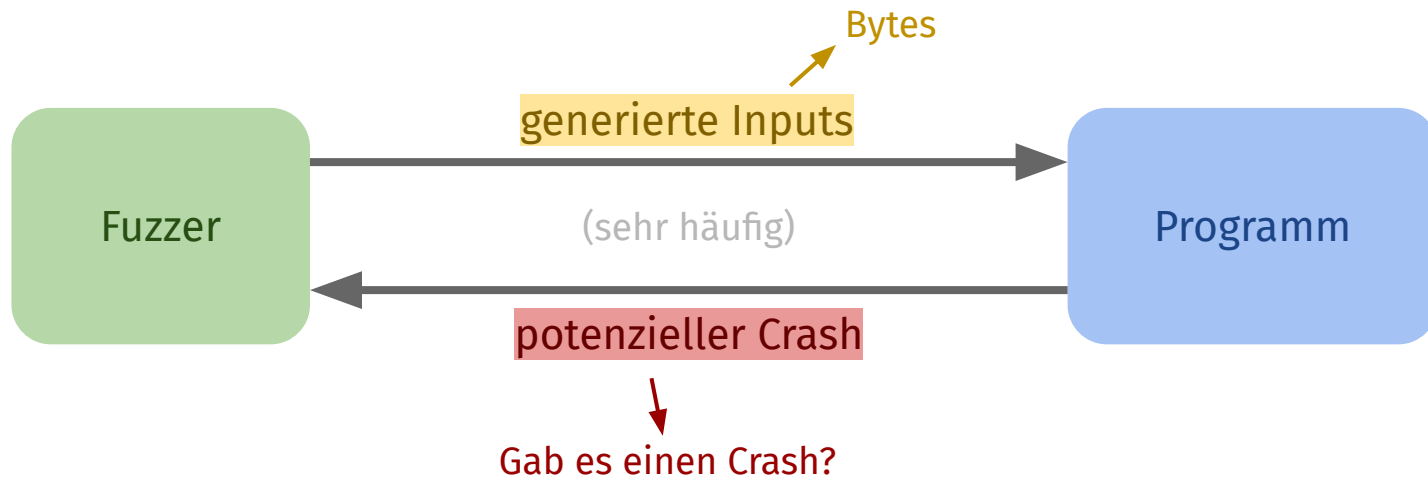 Bytes
generierte Inputs
Fuzzer
(sehr häufig)
Programm
potenzieller Crash
Gab es einen Crash?